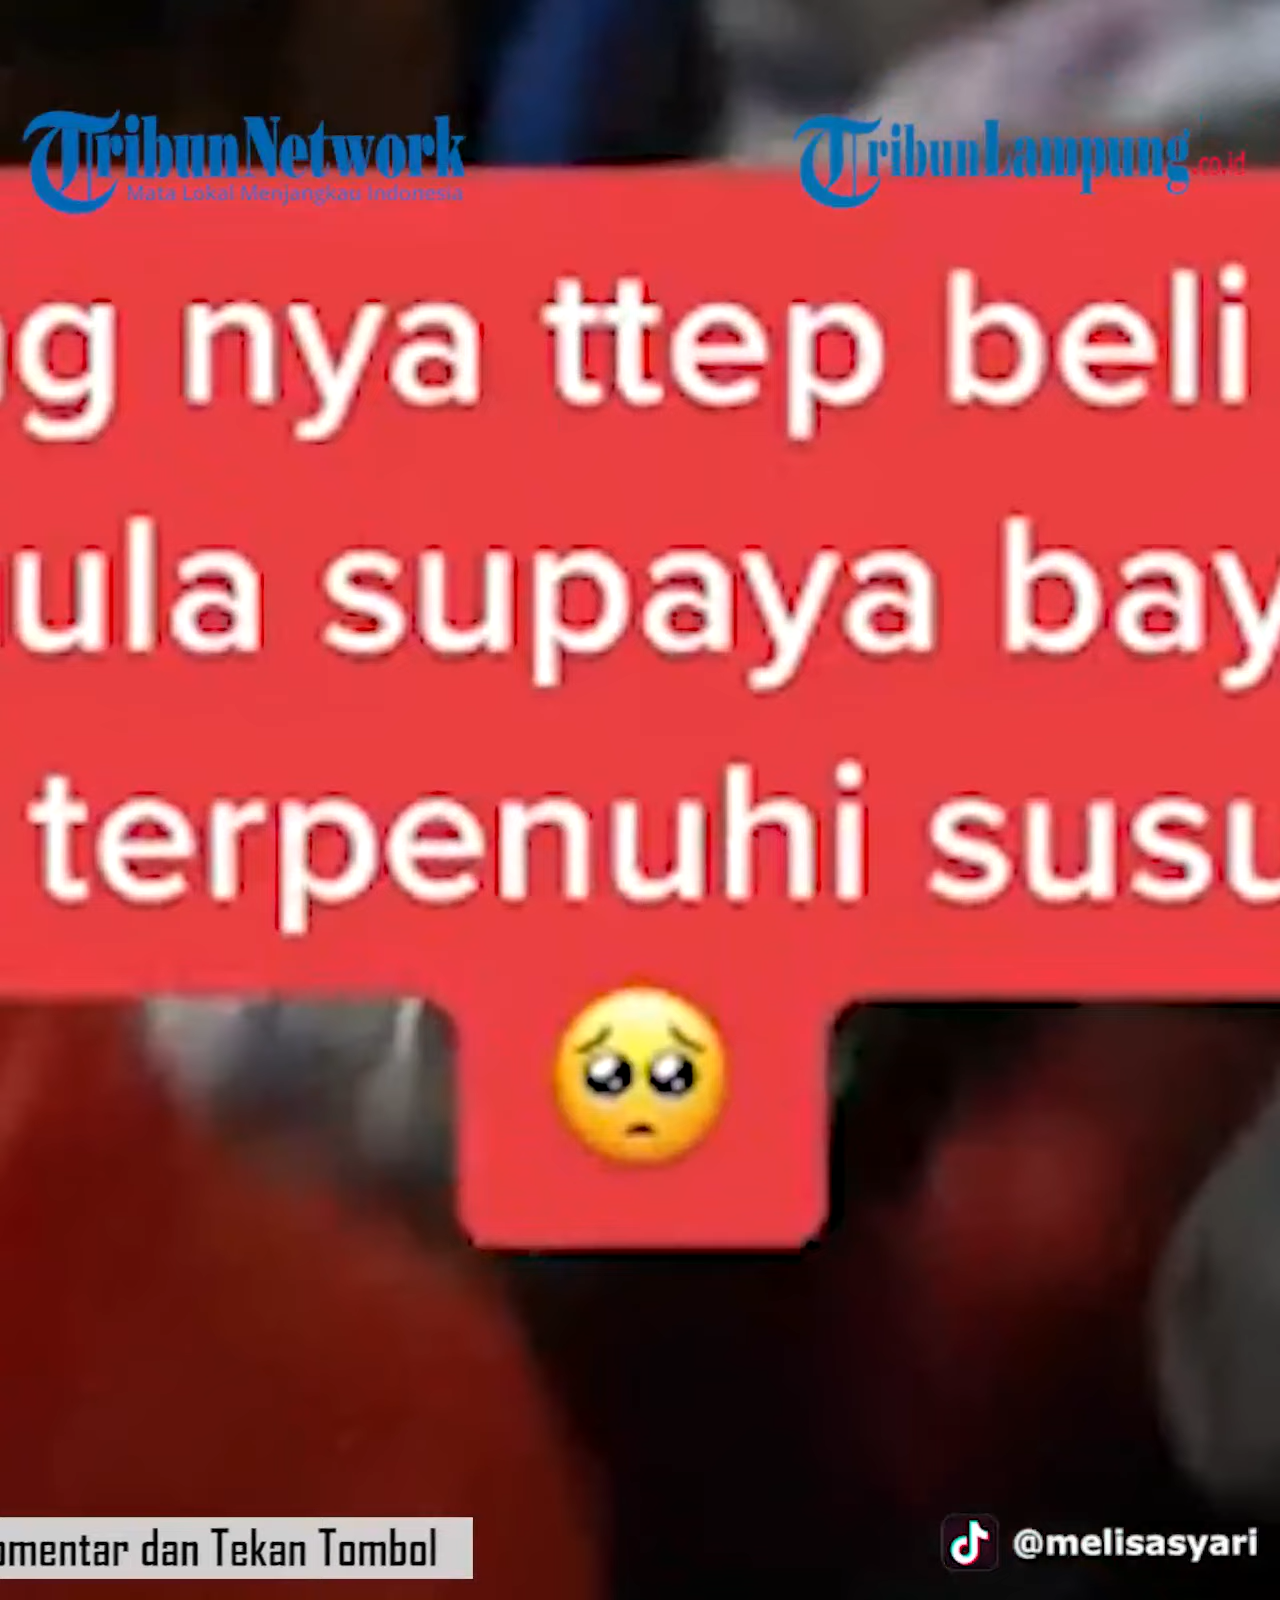 TribunNetwork
Mata Lokal Menjangkau Indonesia
TribunLampung.co.id
g nya ttep beli
ula supaya bay
terpenuhi susu
🥺
omentar dan Tekan Tombol
@melisasyari